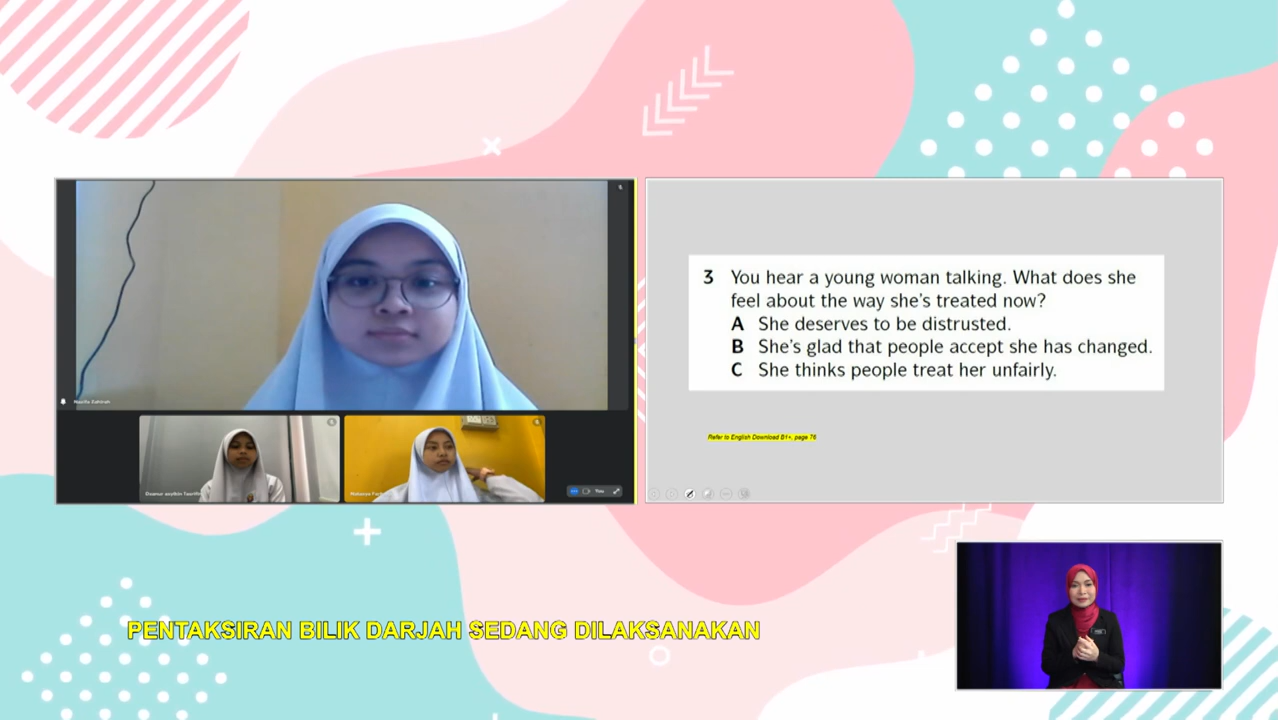 3 You hear a young woman talking. What does she
feel about the way she's treated now?
A She deserves to be distrusted.
B She's glad that people accept she has changed.
C She thinks people treat her unfairly.
Refer to English Download B1+, page 76
You
PENTAKSIRAN BILIK DARJAH SEDANG DILAKSANAKAN